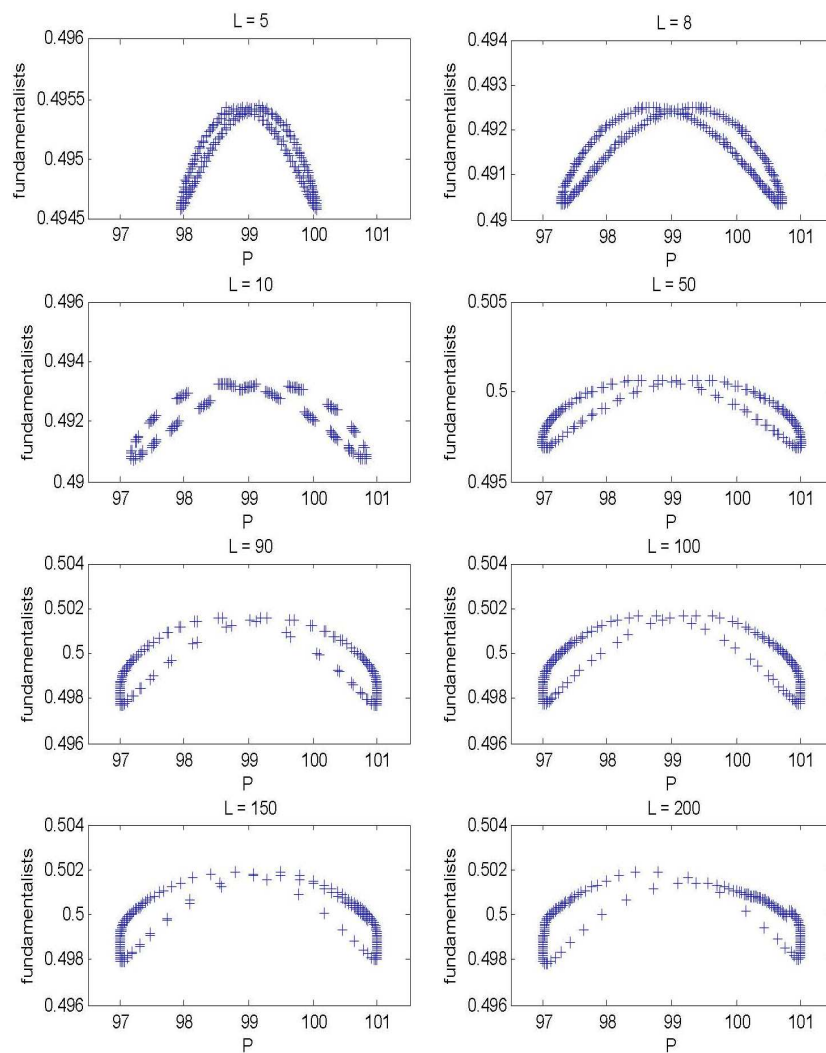 L = 5
0.496
0.4955
0.495
0.4945
fundamentalists
97 98 99 100 101
P
L = 8
0.494
0.493
0.492
0.491
0.49
fundamentalists
97 98 99 100 101
P
L = 10
0.496
0.494
0.492
0.49
fundamentalists
97 98 99 100 101
P
L = 50
0.505
0.5
0.495
fundamentalists
97 98 99 100 101
P
L = 90
0.504
0.502
0.5
0.498
0.496
fundamentalists
97 98 99 100 101
P
L = 100
0.504
0.502
0.5
0.498
0.496
fundamentalists
97 98 99 100 101
P
L = 150
0.504
0.502
0.5
0.498
0.496
fundamentalists
97 98 99 100 101
P
L = 200
0.504
0.502
0.5
0.498
0.496
fundamentalists
97 98 99 100 101
P